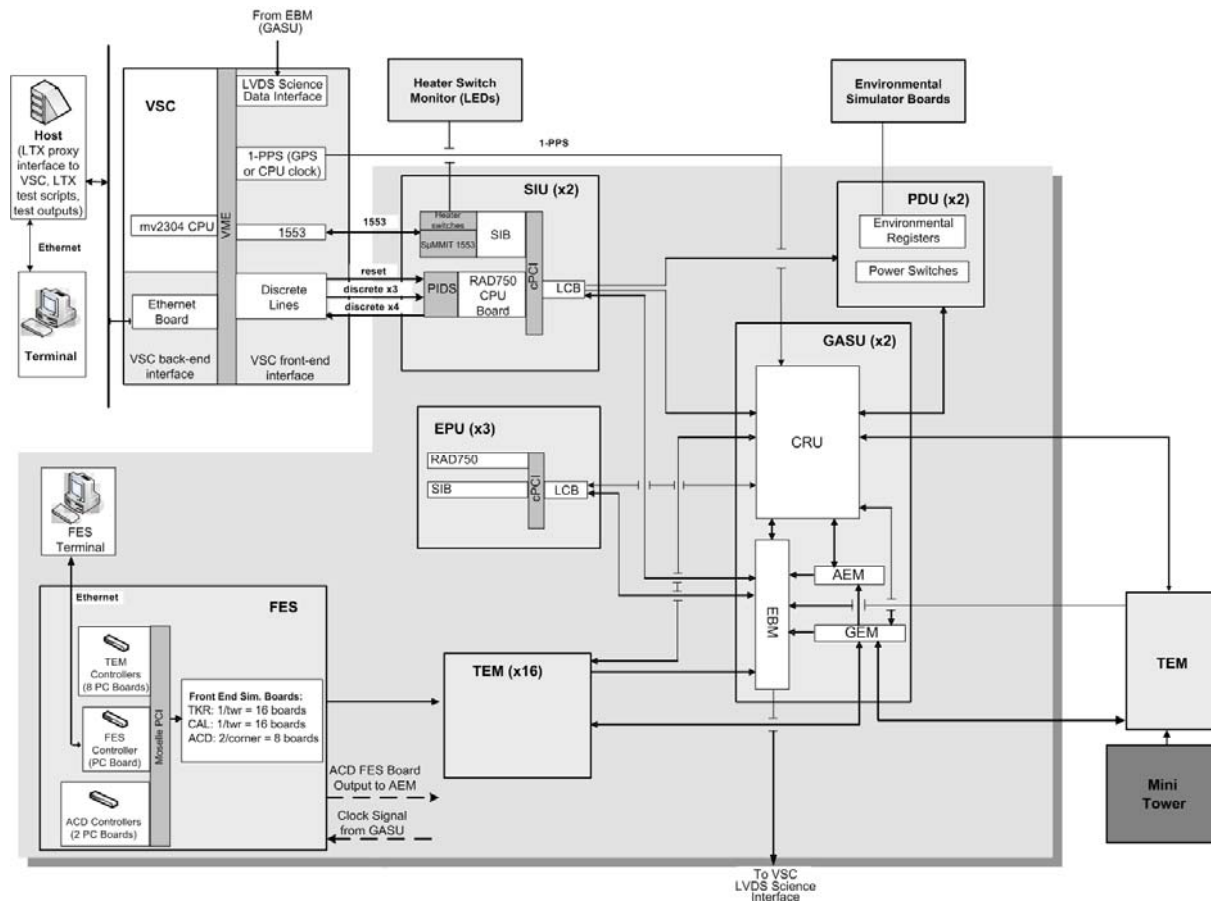 From EBM
(GASU)
Host
(LTX proxy
interface to
VSC, LTX
test scripts,
test outputs)
Ethernet
Terminal
VSC
VME
LVDS Science
Data Interface
1-PPS (GPS
or CPU clock)
mv2304 CPU
1553
Ethernet
Board
Discrete
Lines
VSC back-end
interface
VSC front-end
interface
Heater Switch
Monitor (LEDs)
Environmental
Simulator Boards
1-PPS
1553
reset
discrete x3
discrete x4
SIU (x2)
Heater
switches
SpMMIT 1553
SIB
PIDS
RAD750
CPU
Board
cPCI
LCB
PDU (x2)
Environmental
Registers
Power Switches
GASU (x2)
CRU
EBM
AEM
GEM
EPU (x3)
RAD750
SIB
cPCI
LCB
FES
Terminal
Ethernet
FES
TEM
Controllers
(8 PC Boards)
FES
Controller
(PC Board)
ACD Controllers
(2 PC Boards)
Moselle PCI
Front End Sim. Boards:
TKR: 1/twr = 16 boards
CAL: 1/twr = 16 boards
ACD: 2/corner = 8 boards
ACD FES Board
Output to AEM
Clock Signal
from GASU
TEM (x16)
TEM
Mini
Tower
To VSC
LVDS Science
Interface